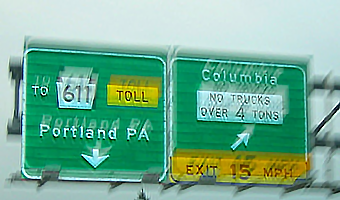 TO 611 TOLL
Portland PA
Columbia
NO TRUCKS
OVER 4 TONS
EXIT 15 MPH